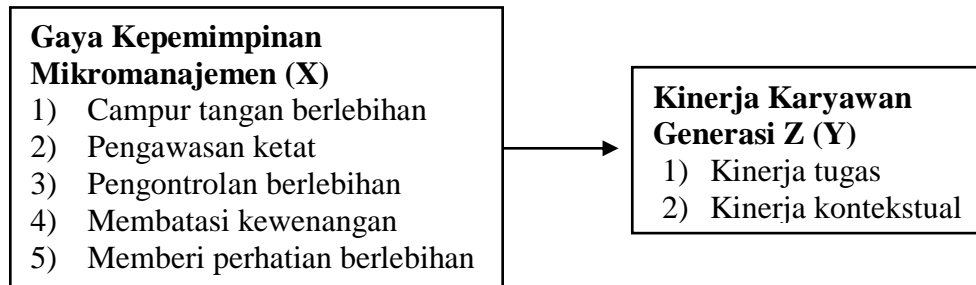 Gaya Kepemimpinan
Mikromanajemen (X)
1) Campur tangan berlebihan
2) Pengawasan ketat
3) Pengontrolan berlebihan
4) Membatasi kewenangan
5) Memberi perhatian berlebihan
Kinerja Karyawan
Generasi Z (Y)
1) Kinerja tugas
2) Kinerja kontekstual